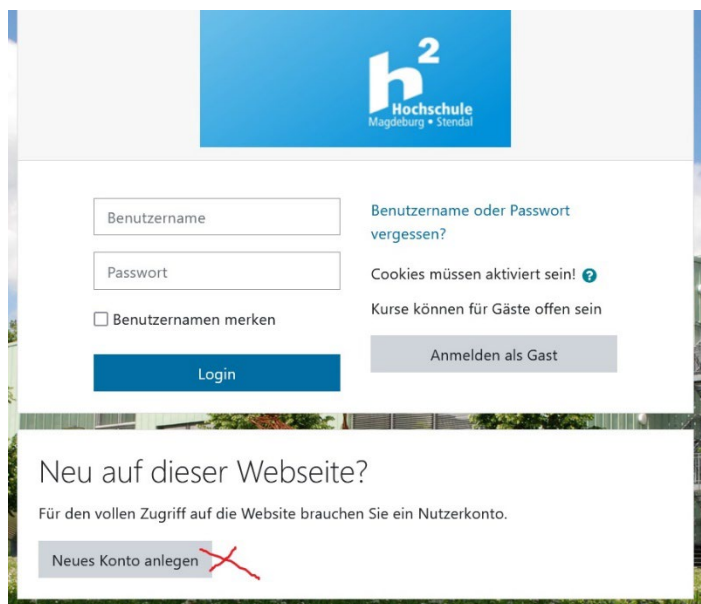 h2
Hochschule
Magdeburg • Stendal
Benutzername
Passwort
Benutzernamen merken
Login
Benutzername oder Passwort
vergessen?
Cookies müssen aktiviert sein! ?
Kurse können für Gäste offen sein
Anmelden als Gast
Neu auf dieser Webseite?
Für den vollen Zugriff auf die Website brauchen Sie ein Nutzerkonto.
Neues Konto anlegen